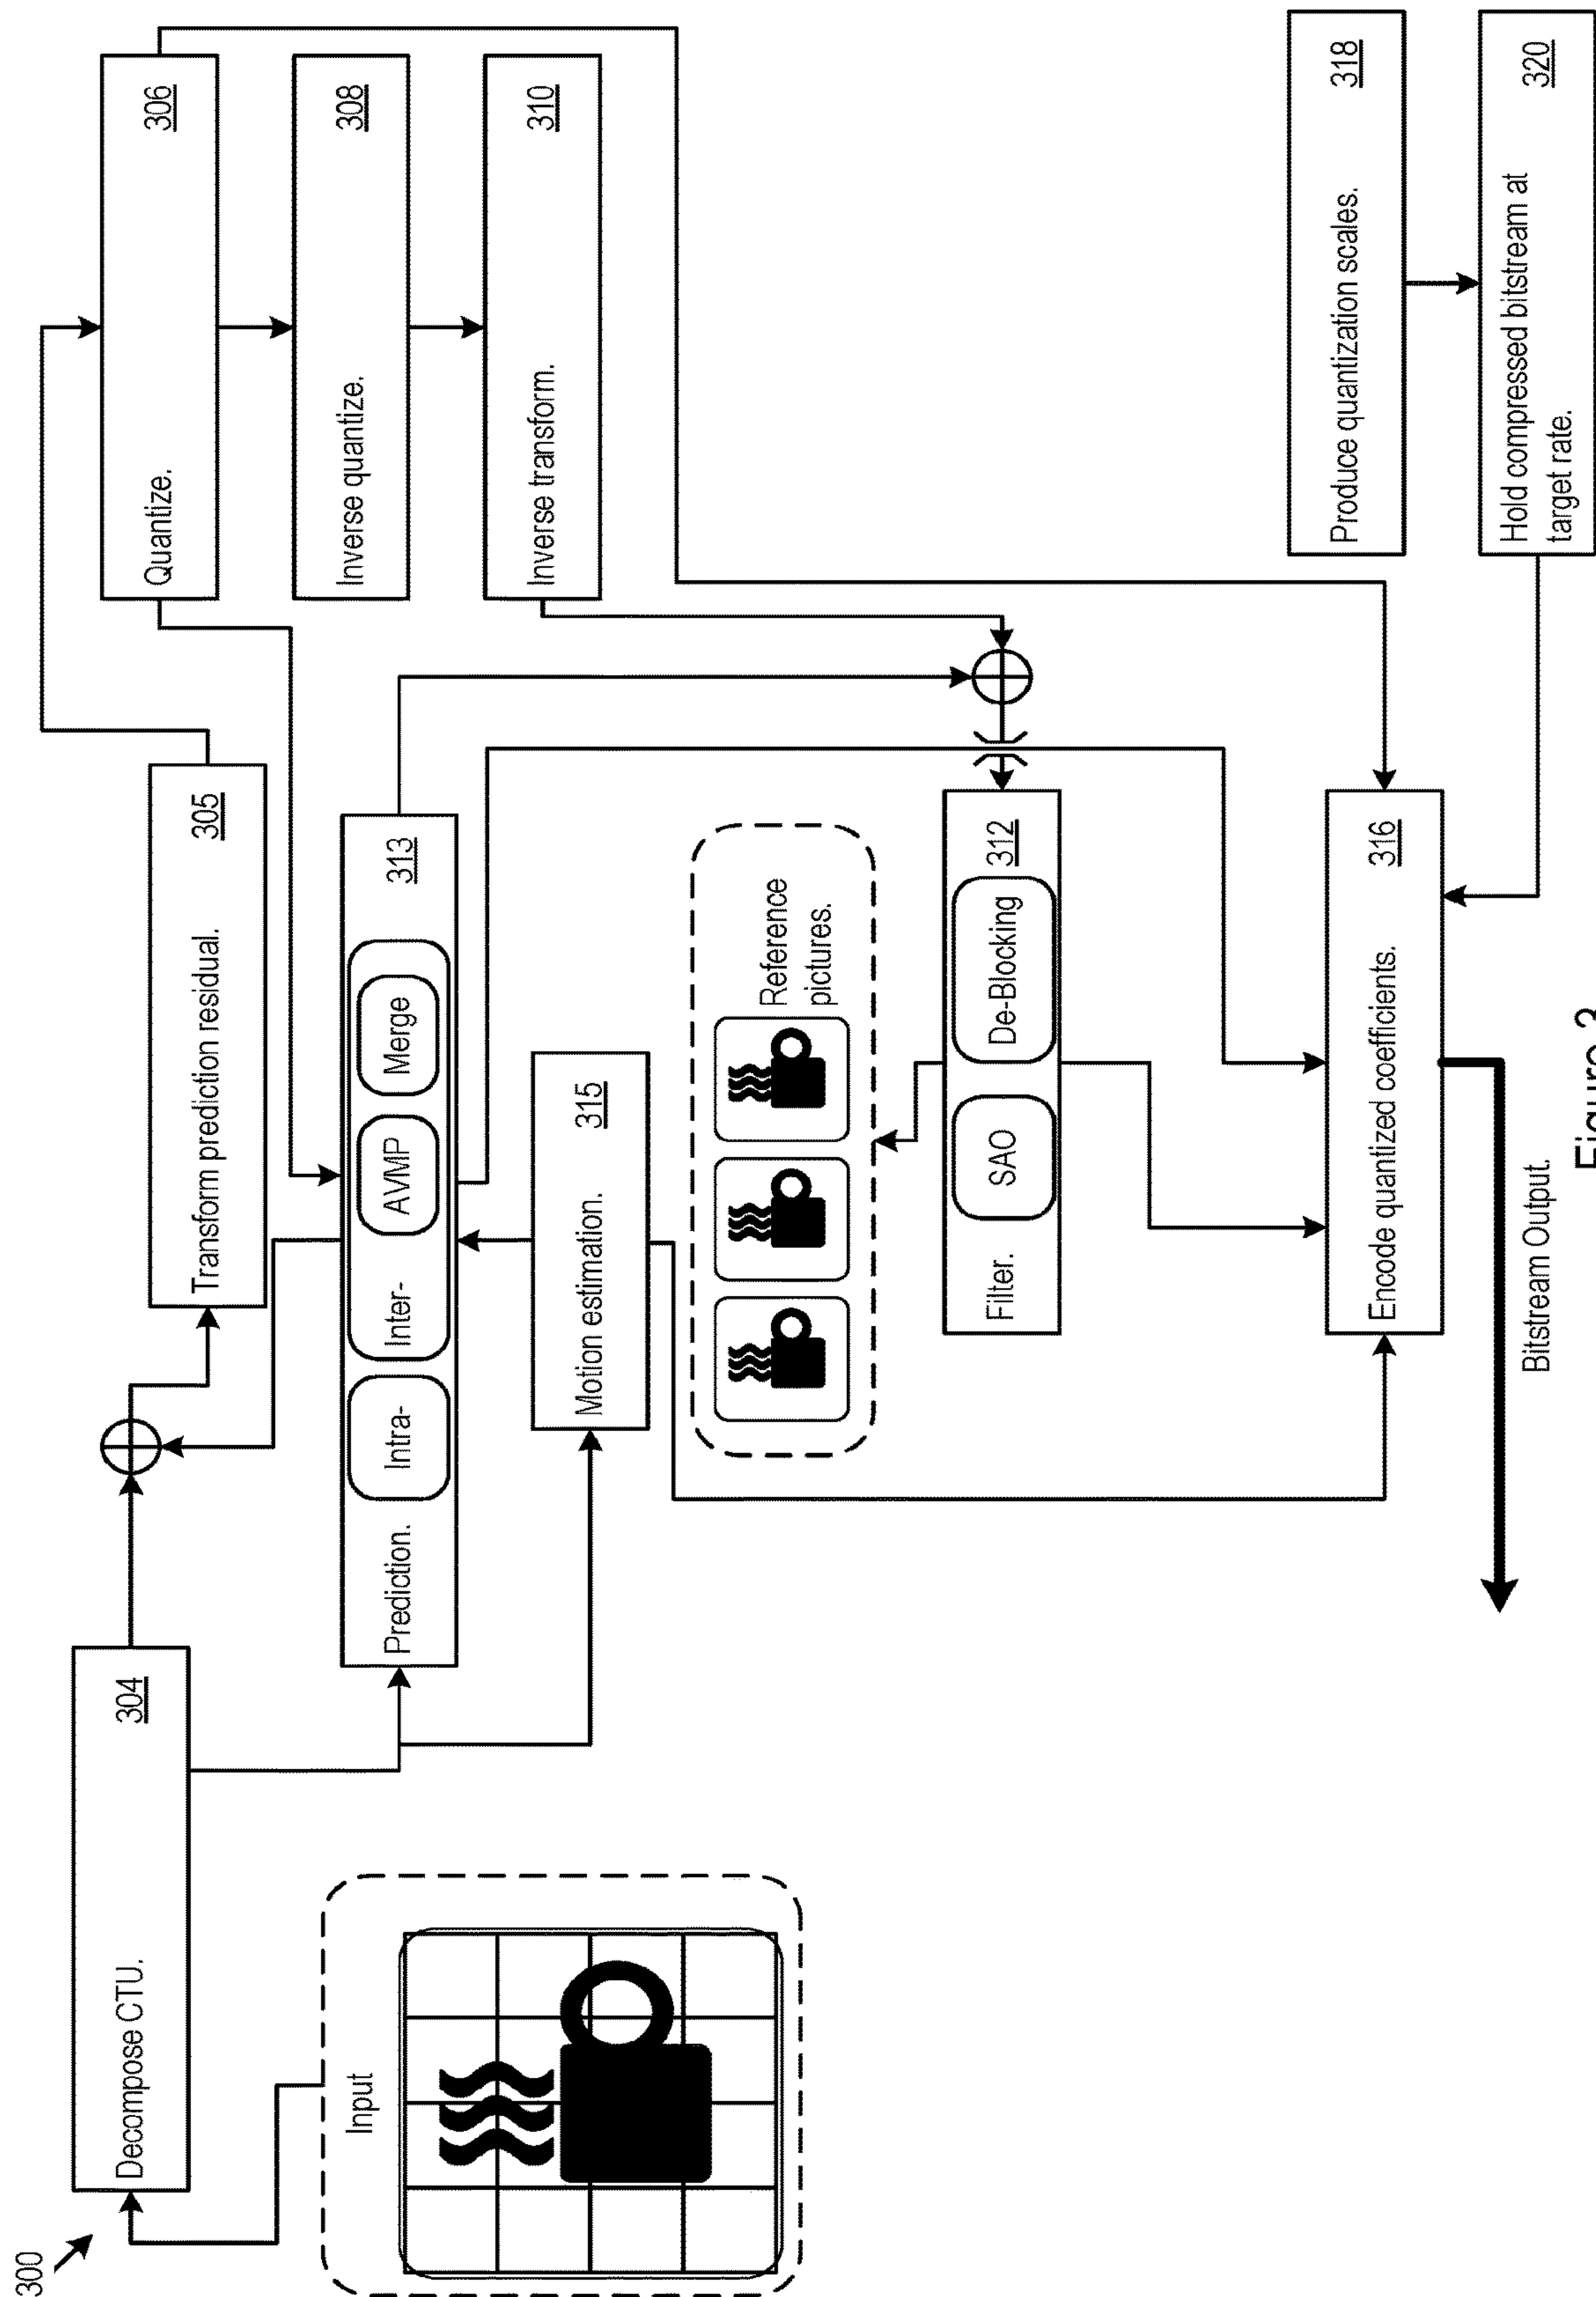 300
Decompose CTU.
304
Input
Transform prediction residual.
305
Quantize.
306
Prediction.
Intra-
Inter-
AVMP
Merge
313
Inverse quantize.
308
Motion estimation.
315
Inverse transform.
310
Reference
pictures.
Filter.
SAO
De-Blocking
312
Encode quantized coefficients.
316
Produce quantization scales.
318
Hold compressed bitstream at
target rate.
320
Bitstream Output.
Figure 3